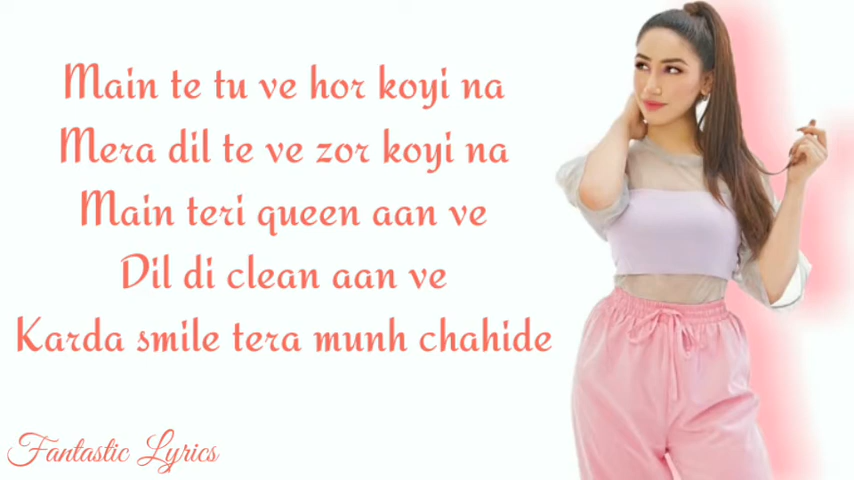 Main te tu ve hor koyi na
Mera dil te ve zor koyi na
Main teri queen aan ve
Dil di clean aan ve
Karda smile tera munh chahide
Fantastic Lyrics